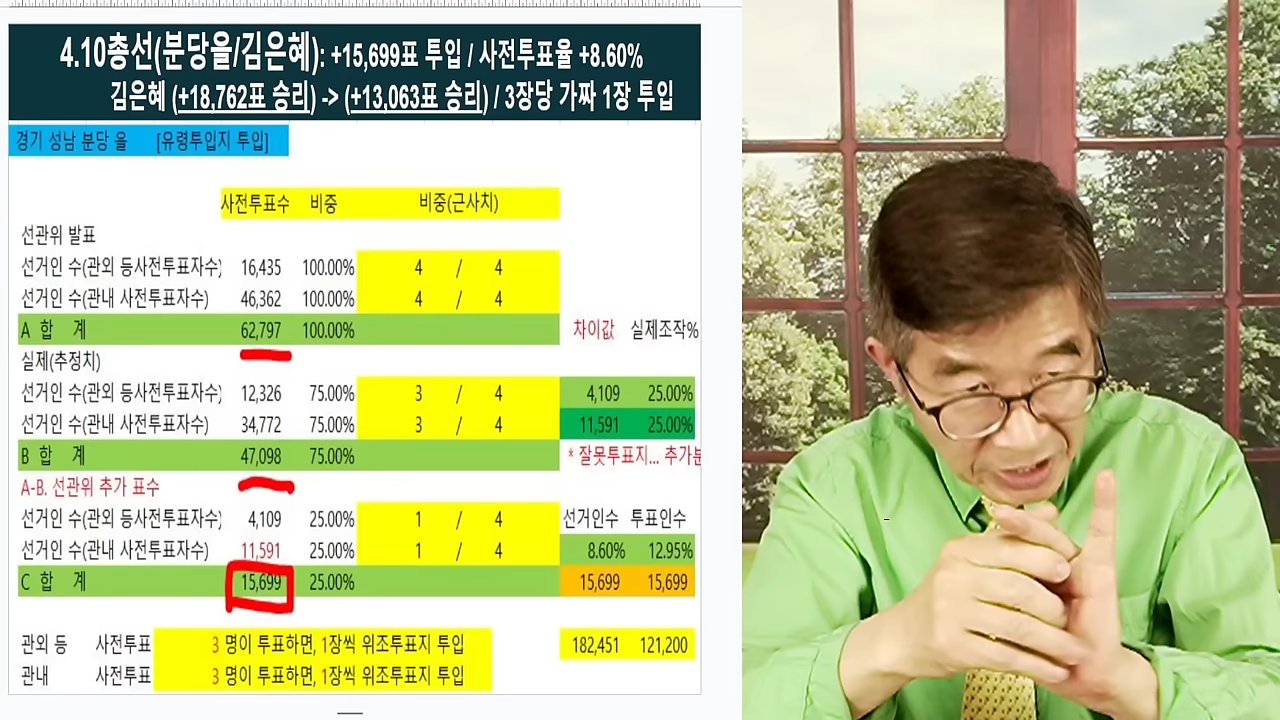 4.10총선(분당을/김은혜): +15,699표 투입 / 사전투표율 +8.60%
김은혜 (+18,762표 승리) -> (+13,063표 승리) / 3장당 가짜 1장 투입
경기 성남 분당 을 [유령투입지 투입]
사전투표수 비중 비중(근사치)
선관위 발표
선거인 수(관외 등사전투표자수) 16,435 100.00% 4 / 4
선거인 수(관내 사전투표자수) 46,362 100.00% 4 / 4
A 합 계 62,797 100.00% 차이값 실제조작%
실제(추정치)
선거인 수(관외 등사전투표자수) 12,326 75.00% 3 / 4 4,109 25.00%
선거인 수(관내 사전투표자수) 34,772 75.00% 3 / 4 11,591 25.00%
B 합 계 47,098 75.00% * 잘못투표지... 추가분
A-B. 선관위 추가 표수
선거인 수(관외 등사전투표자수) 4,109 25.00% 1 / 4 선거인수 투표인수
선거인 수(관내 사전투표자수) 11,591 25.00% 1 / 4 8.60% 12.95%
C 합 계 15,699 25.00% 15,699 15,699
관외 등 사전투표 3 명이 투표하면, 1장씩 위조투표지 투입 182,451 121,200
관내 사전투표 3 명이 투표하면, 1장씩 위조투표지 투입